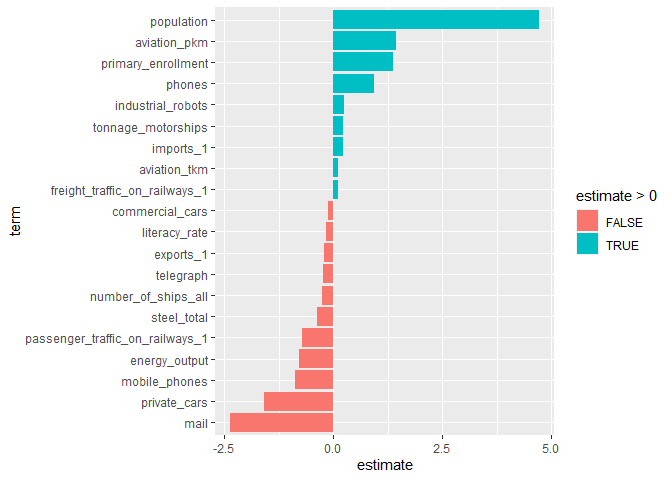 population
aviation_pkm
primary_enrollment
phones
industrial_robots
tonnage_motorships
imports_1
aviation_tkm
freight_traffic_on_railways_1
commercial_cars
literacy_rate
exports_1
telegraph
number_of_ships_all
steel_total
passenger_traffic_on_railways_1
energy_output
mobile_phones
private_cars
mail
term
-2.5 0.0 2.5 5.0
estimate
estimate > 0
FALSE
TRUE